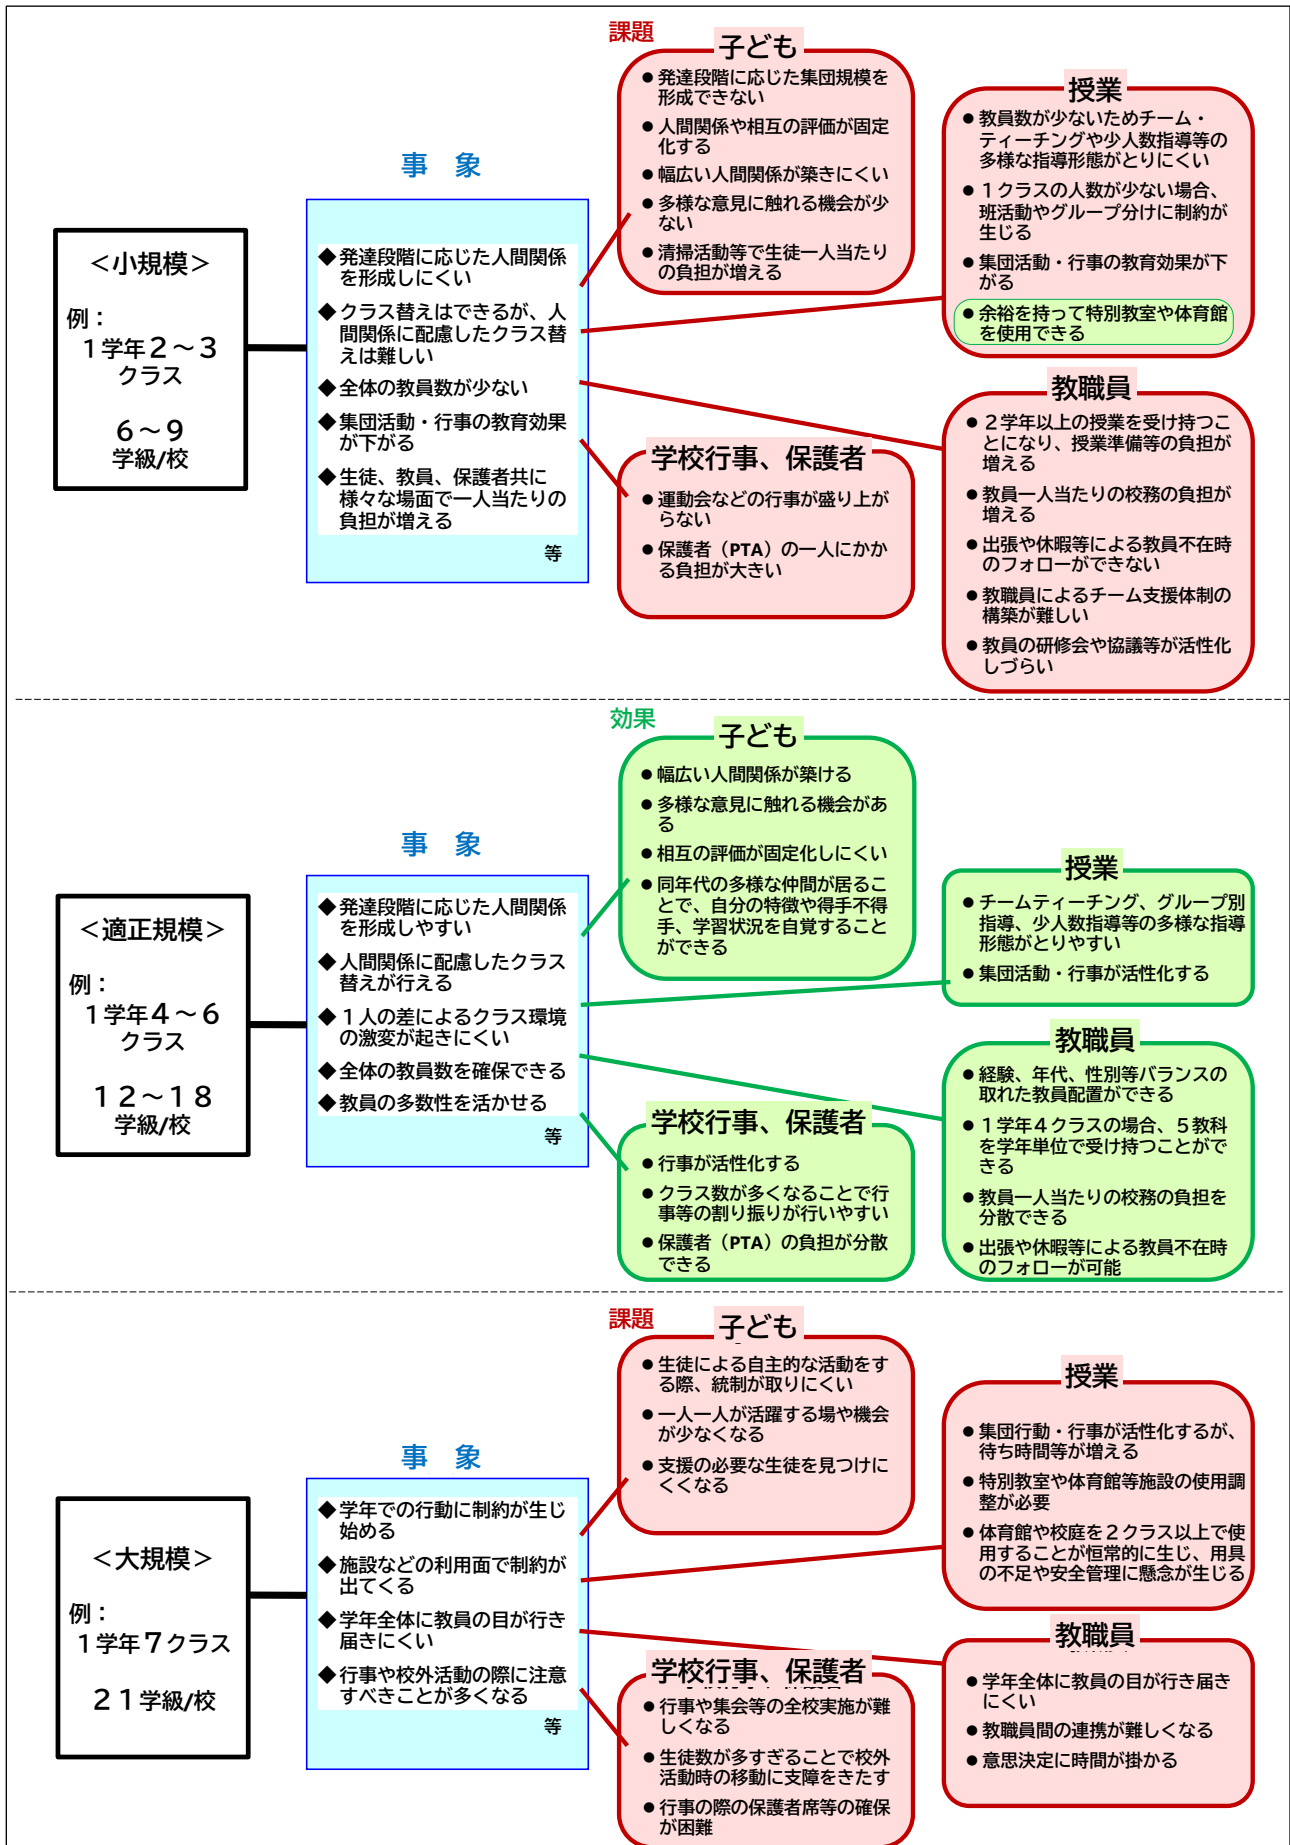 課題
子ども
●発達段階に応じた集団規模を
形成できない
●人間関係や相互の評価が固定
化する
●幅広い人間関係が築きにくい
●多様な意見に触れる機会が少
ない
●清掃活動等で生徒一人当たり
の負担が増える
授業
●教員数が少ないためチーム・
ティーチングや少人数指導等の
多様な指導形態がとりにくい
●１クラスの人数が少ない場合、
班活動やグループ分けに制約が
生じる
●集団活動・行事の教育効果が下
がる
●余裕を持って特別教室や体育館
を使用できる
事　象
＜小規模＞
例：
１学年２～３
クラス
６～９
学級/校
◆発達段階に応じた人間関係
を形成しにくい
◆クラス替えはできるが、人
間関係に配慮したクラス替
えは難しい
◆全体の教員数が少ない
◆集団活動・行事の教育効果
が下がる
◆生徒、教員、保護者共に
様々な場面で一人当たりの
負担が増える
等
学校行事、保護者
●運動会などの行事が盛り上が
らない
●保護者（PTA）の一人にかか
る負担が大きい
教職員
●２学年以上の授業を受け持つこ
とになり、授業準備等の負担が
増える
●教員一人当たりの校務の負担が
増える
●出張や休暇等による教員不在時
のフォローができない
●教職員によるチーム支援体制の
構築が難しい
●教員の研修会や協議等が活性化
しづらい
効果
子ども
●幅広い人間関係が築ける
●多様な意見に触れる機会があ
る
●相互の評価が固定化しにくい
●同年代の多様な仲間が居るこ
とで、自分の特徴や得手不得
手、学習状況を自覚すること
ができる
授業
●チームティーチング、グループ別
指導、少人数指導等の多様な指導
形態がとりやすい
●集団活動・行事が活性化する
事　象
＜適正規模＞
例：
１学年４～６
クラス
１２～１８
学級/校
◆発達段階に応じた人間関係
を形成しやすい
◆人間関係に配慮したクラス
替えが行える
◆１人の差によるクラス環境
の激変が起きにくい
◆全体の教員数を確保できる
◆教員の多数性を活かせる
等
学校行事、保護者
●行事が活性化する
●クラス数が多くなることで行
事等の割り振りが行いやすい
●保護者（PTA）の負担が分散
できる
教職員
●経験、年代、性別等バランスの
取れた教員配置ができる
●１学年４クラスの場合、５教科
を学年単位で受け持つことがで
きる
●教員一人当たりの校務の負担を
分散できる
●出張や休暇等による教員不在時
のフォローが可能
課題
子ども
●生徒による自主的な活動をす
る際、統制が取りにくい
●一人一人が活躍する場や機会
が少なくなる
●支援の必要な生徒を見つけに
くくなる
授業
●集団行動・行事が活性化するが、
待ち時間等が増える
●特別教室や体育館等施設の使用調
整が必要
●体育館や校庭を２クラス以上で使
用することが恒常的に生じ、用具
の不足や安全管理に懸念が生じる
事　象
＜大規模＞
例：
１学年７クラス
２１学級/校
◆学年での行動に制約が生じ
始める
◆施設などの利用面で制約が
出てくる
◆学年全体に教員の目が行き
届きにくい
◆行事や校外活動の際に注意
すべきことが多くなる
等
学校行事、保護者
●行事や集会等の全校実施が難
しくなる
●生徒数が多すぎることで校外
活動時の移動に支障をきたす
●行事の際の保護者席等の確保
が困難
教職員
●学年全体に教員の目が行き届き
にくい
●教職員間の連携が難しくなる
●意思決定に時間が掛かる